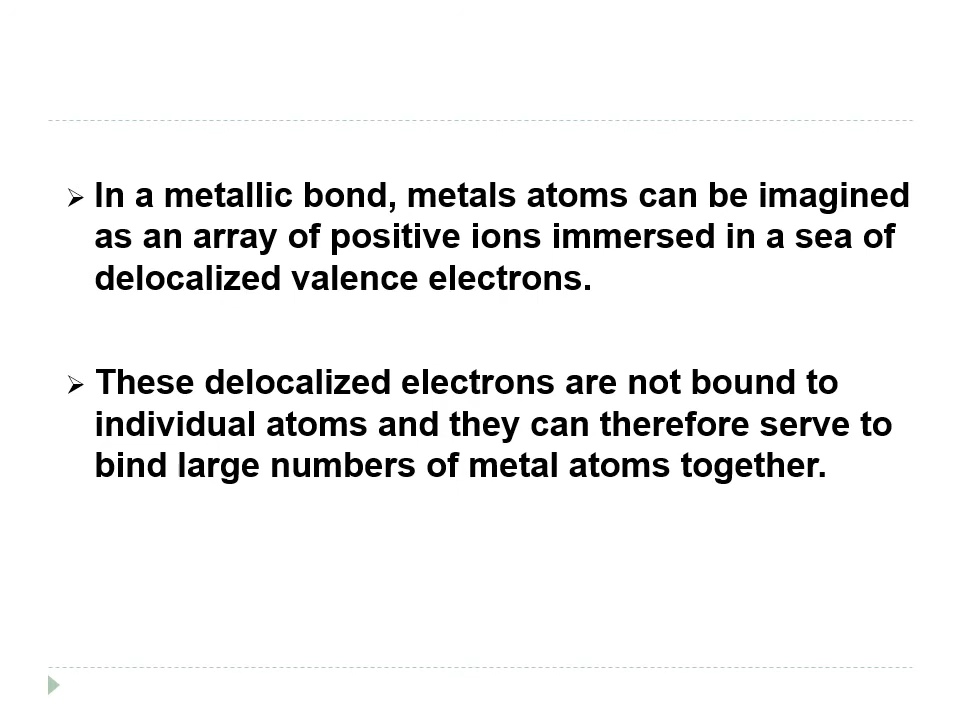 ➢ In a metallic bond, metals atoms can be imagined
as an array of positive ions immersed in a sea of
delocalized valence electrons.
➢ These delocalized electrons are not bound to
individual atoms and they can therefore serve to
bind large numbers of metal atoms together.